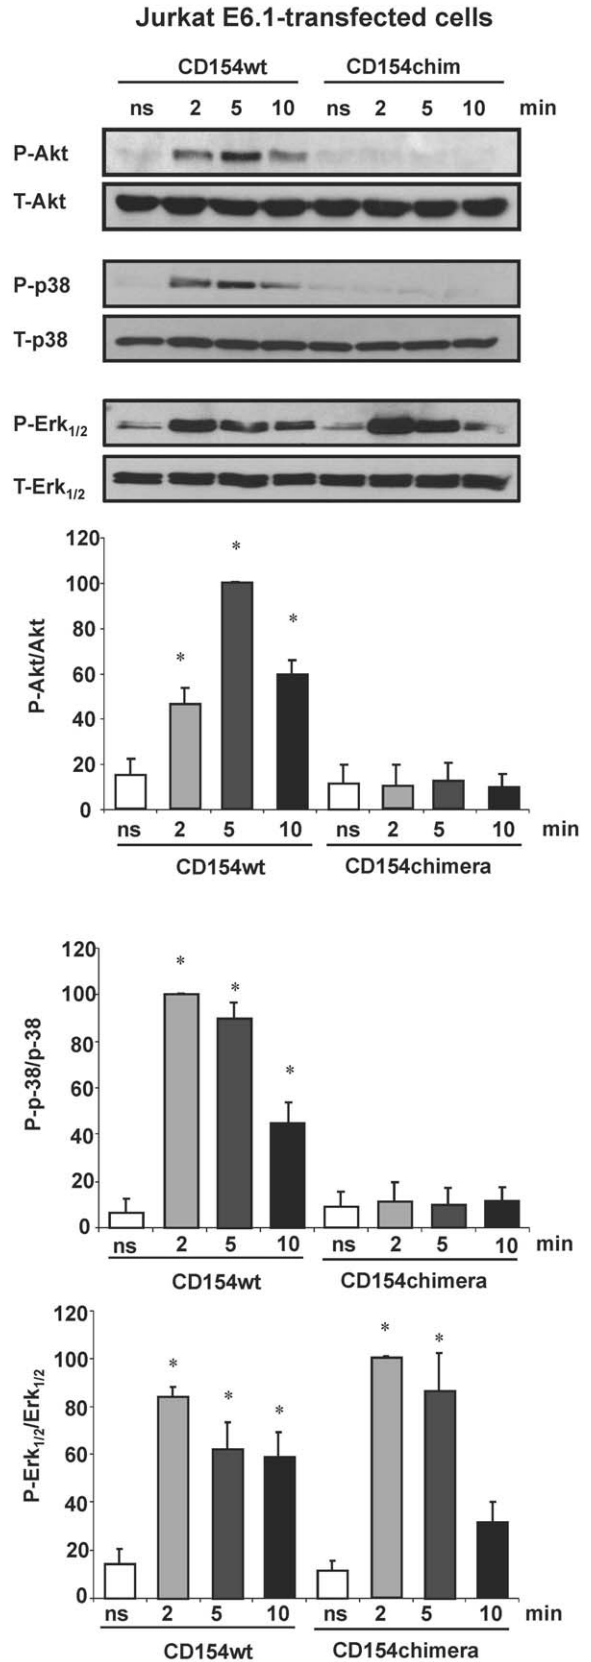 Jurkat E6.1-transfected cells
CD154wt CD154chim
ns 2 5 10 ns 2 5 10 min
P-Akt
T-Akt
P-p38
T-p38
P-Erk1/2
T-Erk1/2
120
100
80
60
40
20
0
P-Akt/Akt
* * *
ns 2 5 10 ns 2 5 10 min
CD154wt CD154chimera
120
100
80
60
40
20
0
P-p-38/p-38
* * *
ns 2 5 10 ns 2 5 10 min
CD154wt CD154chimera
120
100
80
60
40
20
0
P-Erk1/2/Erk1/2
* * * * *
ns 2 5 10 ns 2 5 10 min
CD154wt CD154chimera